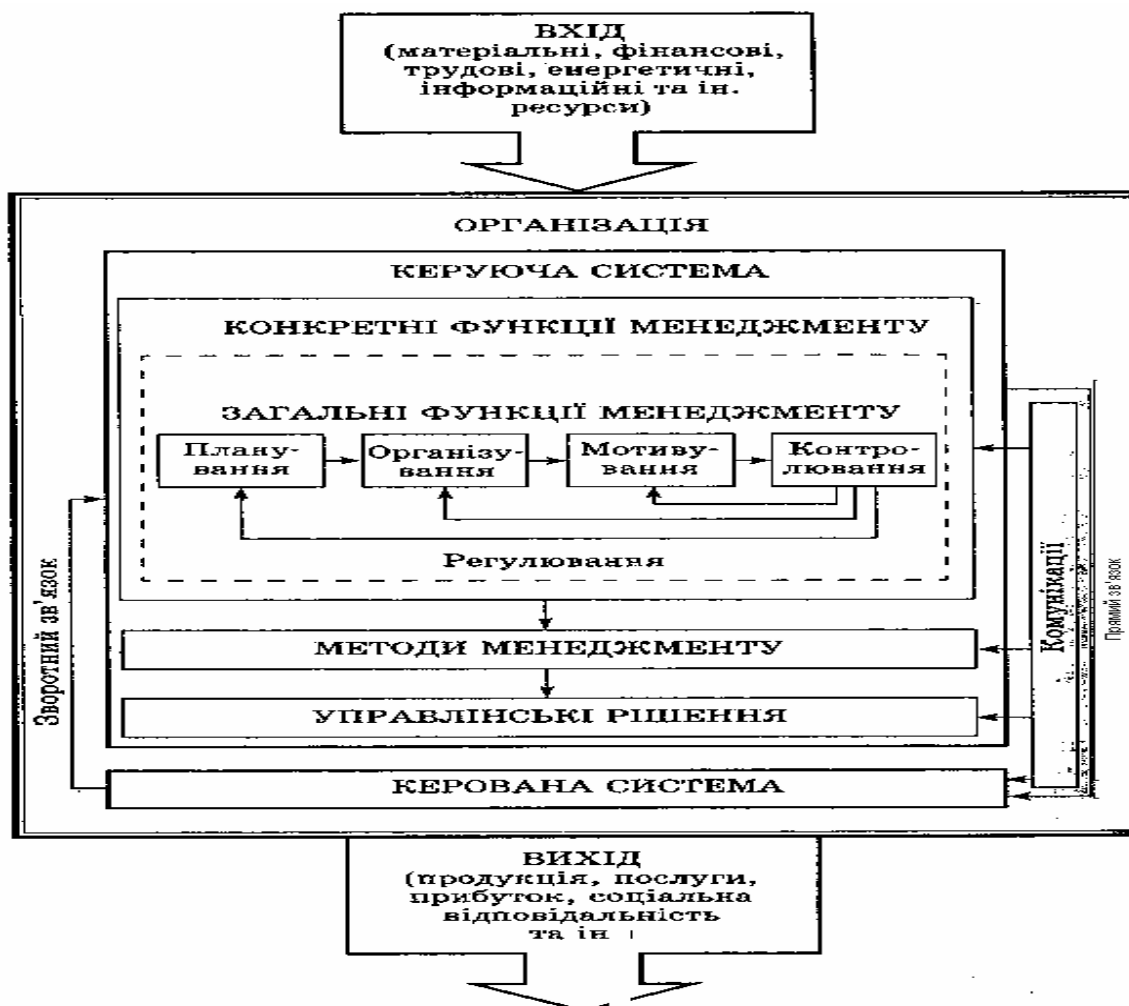 ВХІД
(матеріальні, фінансові,
трудові, енергетичні,
інформаційні та ін.
ресурси)
ОРГАНІЗАЦІЯ
КЕРУЮЧА СИСТЕМА
КОНКРЕТНІ ФУНКЦІЇ МЕНЕДЖМЕНТУ
ЗАГАЛЬНІ ФУНКЦІЇ МЕНЕДЖМЕНТУ
Плану-
вання
Організу-
вання
Мотиву-
вання
Контро-
лювання
Регулювання
МЕТОДИ МЕНЕДЖМЕНТУ
УПРАВЛІНСЬКІ РІШЕННЯ
КЕРОВАНА СИСТЕМА
Зворотний зв'язок
Комунікації
Прямий зв'язок
ВИХІД
(продукція, послуги,
прибуток, соціальна
відповідальність
та ін